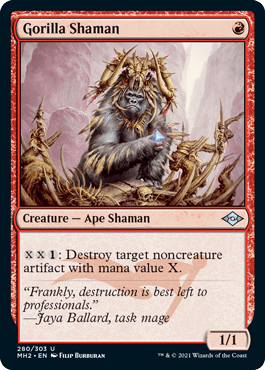 Gorilla Shaman
Creature — Ape Shaman
X X 1: Destroy target noncreature
artifact with mana value X.
"Frankly, destruction is best left to
professionals."
—Jaya Ballard, task mage
1/1
280/303 U
MH2 • EN Filip Burburan
™ & © 2021 Wizards of the Coast